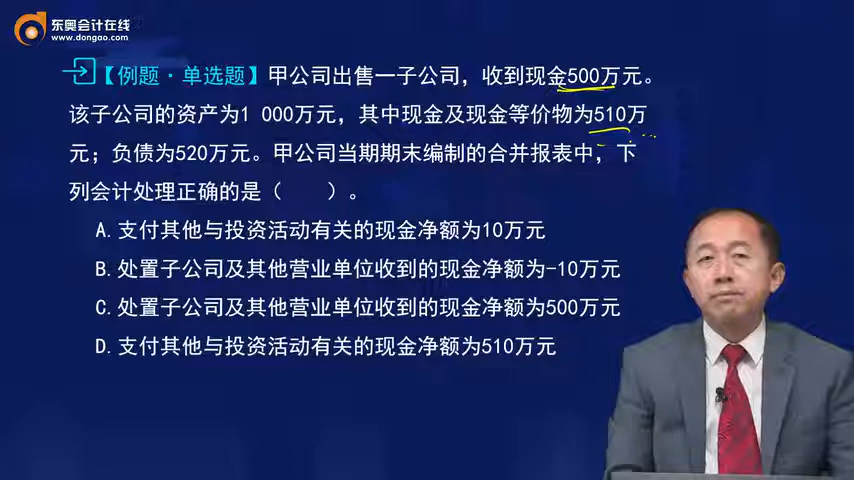 东奥会计在线
www.dongao.com
【例题·单选题】甲公司出售一子公司，收到现金500万元。
该子公司的资产为1 000万元，其中现金及现金等价物为510万
元；负债为520万元。甲公司当期期末编制的合并报表中，下
列会计处理正确的是（　　）。
A.支付其他与投资活动有关的现金净额为10万元
B.处置子公司及其他营业单位收到的现金净额为-10万元
C.处置子公司及其他营业单位收到的现金净额为500万元
D.支付其他与投资活动有关的现金净额为510万元